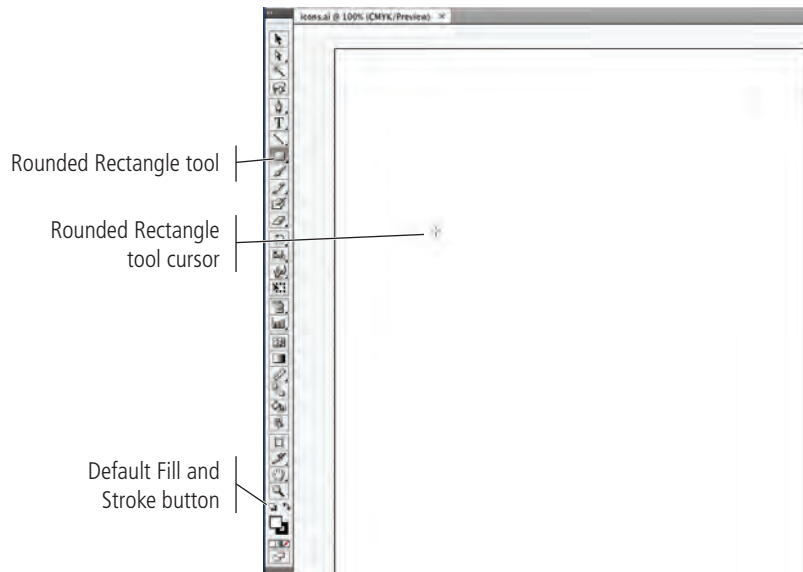 icons.ai @ 100% (CMYK/Preview)
T
Rounded Rectangle tool
Rounded Rectangle
tool cursor
Default Fill and
Stroke button